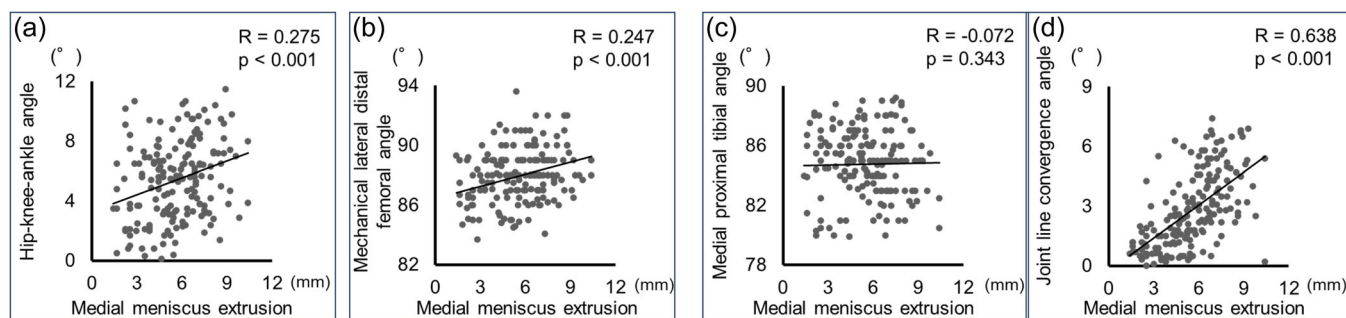 (a)
R = 0.275
p < 0.001
(°)
Hip-knee-ankle angle
12
8
4
0
0 3 6 9 12 (mm)
Medial meniscus extrusion
(b)
R = 0.247
p < 0.001
(°)
Mechanical lateral distal
femoral angle
94
90
86
82
0 3 6 9 12 (mm)
Medial meniscus extrusion
(c)
R = -0.072
p = 0.343
(°)
Medial proximal tibial angle
90
86
82
78
0 3 6 9 12 (mm)
Medial meniscus extrusion
(d)
R = 0.638
p < 0.001
(°)
Joint line convergence angle
9
6
3
0
0 3 6 9 12 (mm)
Medial meniscus extrusion